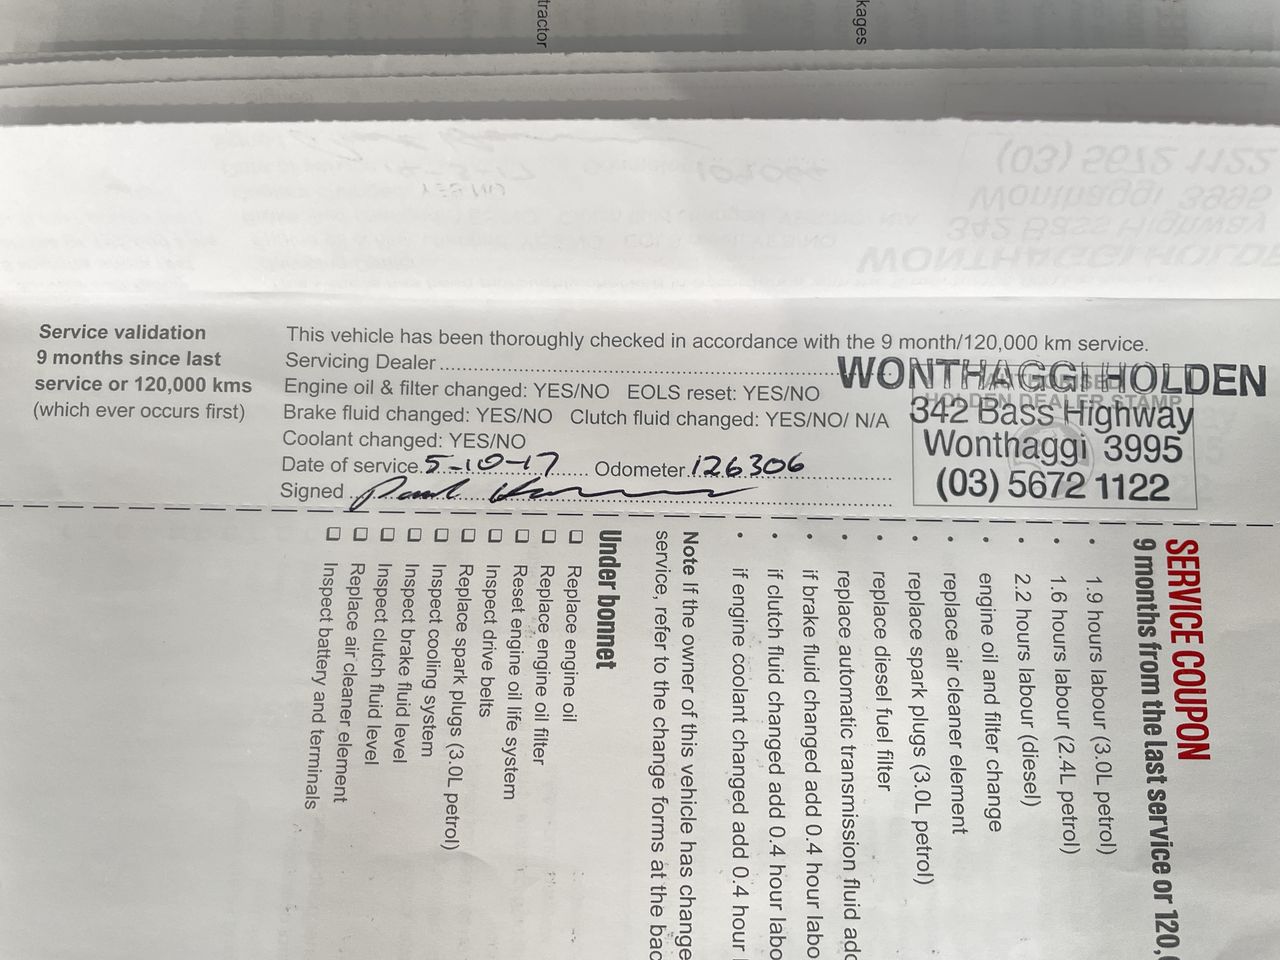 tractor
kages
Service validation
9 months since last
service or 120,000 kms
(which ever occurs first)
This vehicle has been thoroughly checked in accordance with the 9 month/120,000 km service.
Servicing Dealer
Engine oil & filter changed: YES/NO EOLS reset: YES/NO
Brake fluid changed: YES/NO Clutch fluid changed: YES/NO/ N/A
Coolant changed: YES/NO
Date of service 5-10-17 Odometer 126306
Signed
WONTHAGGI HOLDEN
HOLDEN DEALER STAMP
342 Bass Highway
Wonthaggi 3995
(03) 5672 1122
SERVICE COUPON
9 months from the last service or 120,
• 1.9 hours labour (3.0L petrol)
• 1.6 hours labour (2.4L petrol)
• 2.2 hours labour (diesel)
• engine oil and filter change
• replace air cleaner element
• replace spark plugs (3.0L petrol)
• replace diesel fuel filter
• replace automatic transmission fluid add
• if brake fluid changed add 0.4 hour labo
• if clutch fluid changed add 0.4 hour labo
• if engine coolant changed add 0.4 hour
Note If the owner of this vehicle has change
service, refer to the change forms at the bac
Under bonnet
Replace engine oil
Replace engine oil filter
Reset engine oil life system
Inspect drive belts
Replace spark plugs (3.0L petrol)
Inspect cooling system
Inspect brake fluid level
Inspect clutch fluid level
Replace air cleaner element
Inspect battery and terminals